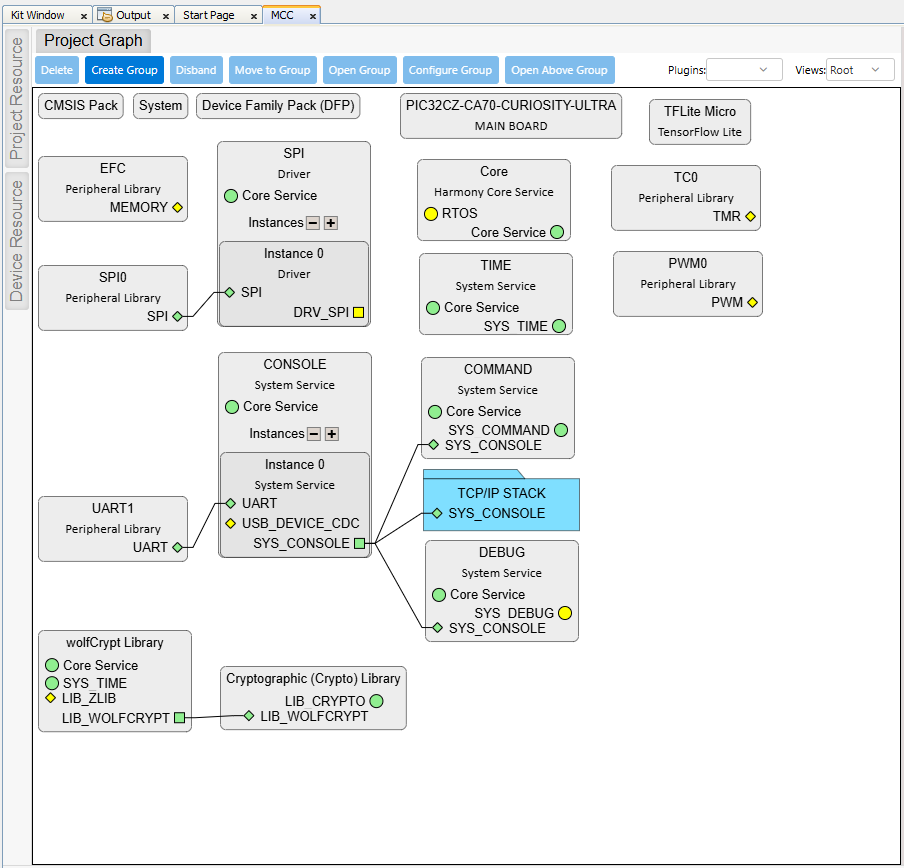 Kit Window x Output x Start Page x MCC x
Project Resource
Device Resource
Project Graph
Delete Create Group Disband Move to Group Open Group Configure Group Open Above Group Plugins: Views: Root
CMSIS Pack
System
Device Family Pack (DFP)
PIC32CZ-CA70-CURIOSITY-ULTRA
MAIN BOARD
TFLite Micro
TensorFlow Lite
EFC
Peripheral Library
MEMORY
SPI
Driver
Core Service
Instances - +
Instance 0
Driver
SPI
DRV_SPI
Core
Harmony Core Service
RTOS
Core Service
TC0
Peripheral Library
TMR
SPI0
Peripheral Library
SPI
TIME
System Service
Core Service
SYS_TIME
PWM0
Peripheral Library
PWM
CONSOLE
System Service
Core Service
Instances - +
Instance 0
System Service
UART
USB_DEVICE_CDC
SYS_CONSOLE
COMMAND
System Service
Core Service
SYS_COMMAND
SYS_CONSOLE
TCP/IP STACK
SYS_CONSOLE
UART1
Peripheral Library
UART
DEBUG
System Service
Core Service
SYS_DEBUG
SYS_CONSOLE
wolfCrypt Library
Core Service
SYS_TIME
LIB_ZLIB
LIB_WOLFCRYPT
Cryptographic (Crypto) Library
LIB_CRYPTO
LIB_WOLFCRYPT